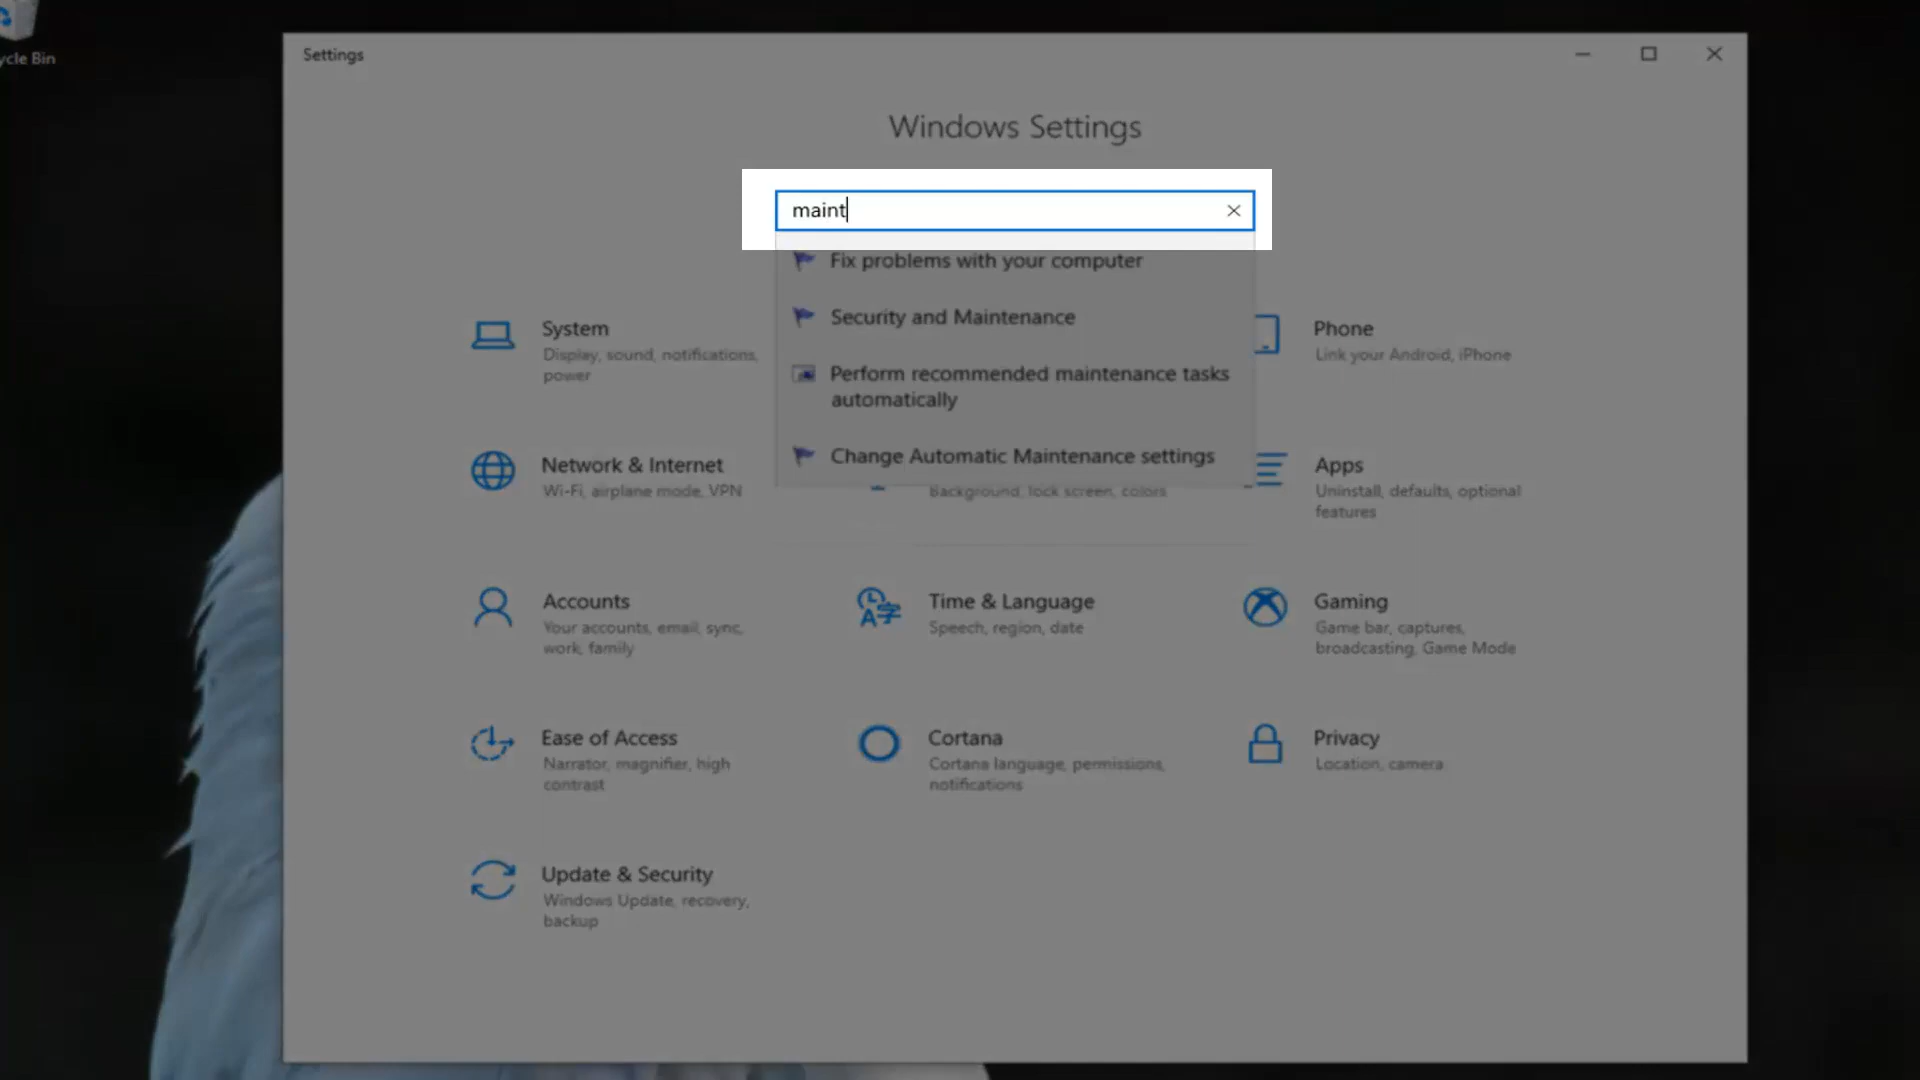 ycle Bin
Settings
Windows Settings
maint
Fix problems with your computer
Security and Maintenance
Perform recommended maintenance tasks
automatically
Change Automatic Maintenance settings
System
Display, sound, notifications,
power
Phone
Link your Android, iPhone
Network & Internet
Wi-Fi, airplane mode, VPN
Background, lock screen, colors
Apps
Uninstall, defaults, optional
features
Accounts
Your accounts, email, sync,
work, family
Time & Language
Speech, region, date
Gaming
Game bar, captures,
broadcasting, Game Mode
Ease of Access
Narrator, magnifier, high
contrast
Cortana
Cortana language, permissions,
notifications
Privacy
Location, camera
Update & Security
Windows Update, recovery,
backup